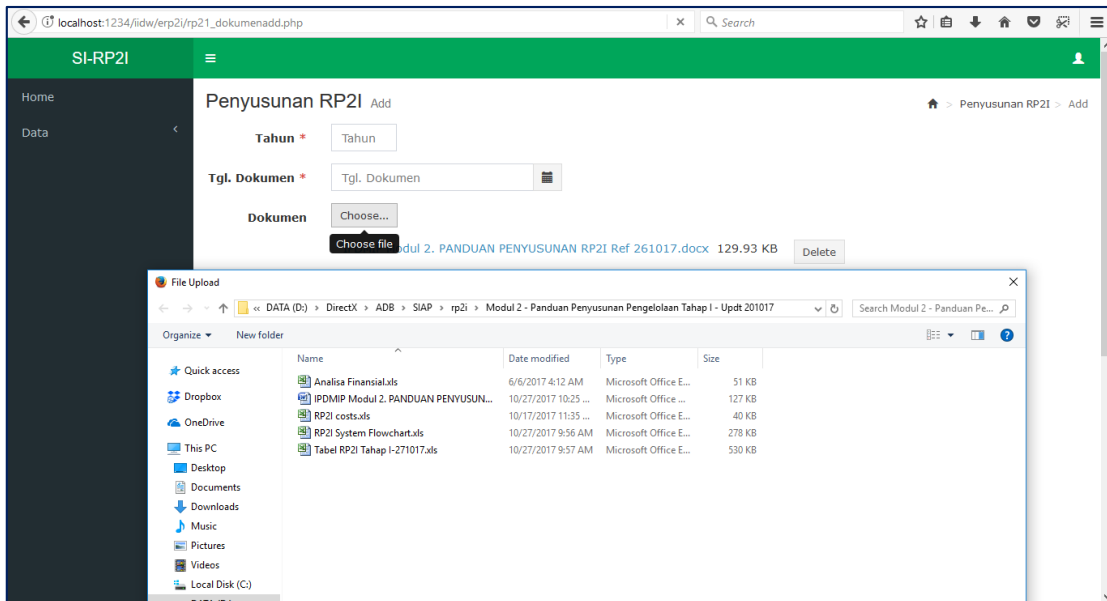 localhost:1234/iidw/erp2i/rp21_dokumenadd.php
Search
SI-RP2I
Home
Data
Penyusunan RP2I Add
Penyusunan RP2I > Add
Tahun *
Tahun
Tgl. Dokumen *
Tgl. Dokumen
Dokumen
Choose...
Choose file
odul 2. PANDUAN PENYUSUNAN RP2I Ref 261017.docx 129.93 KB
Delete
File Upload
« DATA (D:) › DirectX › ADB › SIAP › rp2i › Modul 2 - Panduan Penyusunan Pengelolaan Tahap I - Updt 201017
Search Modul 2 - Panduan Pe...
Organize
New folder
Name Date modified Type Size
Quick access
Dropbox
OneDrive
This PC
Desktop
Documents
Downloads
Music
Pictures
Videos
Local Disk (C:)
Analisa Finansial.xls 6/6/2017 4:12 AM Microsoft Office E... 51 KB
IPDMIP Modul 2. PANDUAN PENYUSUN... 10/27/2017 10:25 ... Microsoft Office ... 127 KB
RP2I costs.xls 10/17/2017 11:35 ... Microsoft Office E... 40 KB
RP2I System Flowchart.xls 10/27/2017 9:56 AM Microsoft Office E... 278 KB
Tabel RP2I Tahap I-271017.xls 10/27/2017 9:57 AM Microsoft Office E... 530 KB